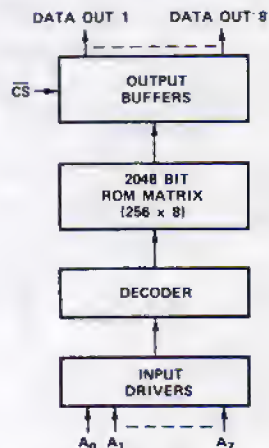 DATA OUT 1 DATA OUT 8
OUTPUT
BUFFERS
CS
2048 BIT
ROM MATRIX
(256 x 8)
DECODER
INPUT
DRIVERS
A0 A1 A7